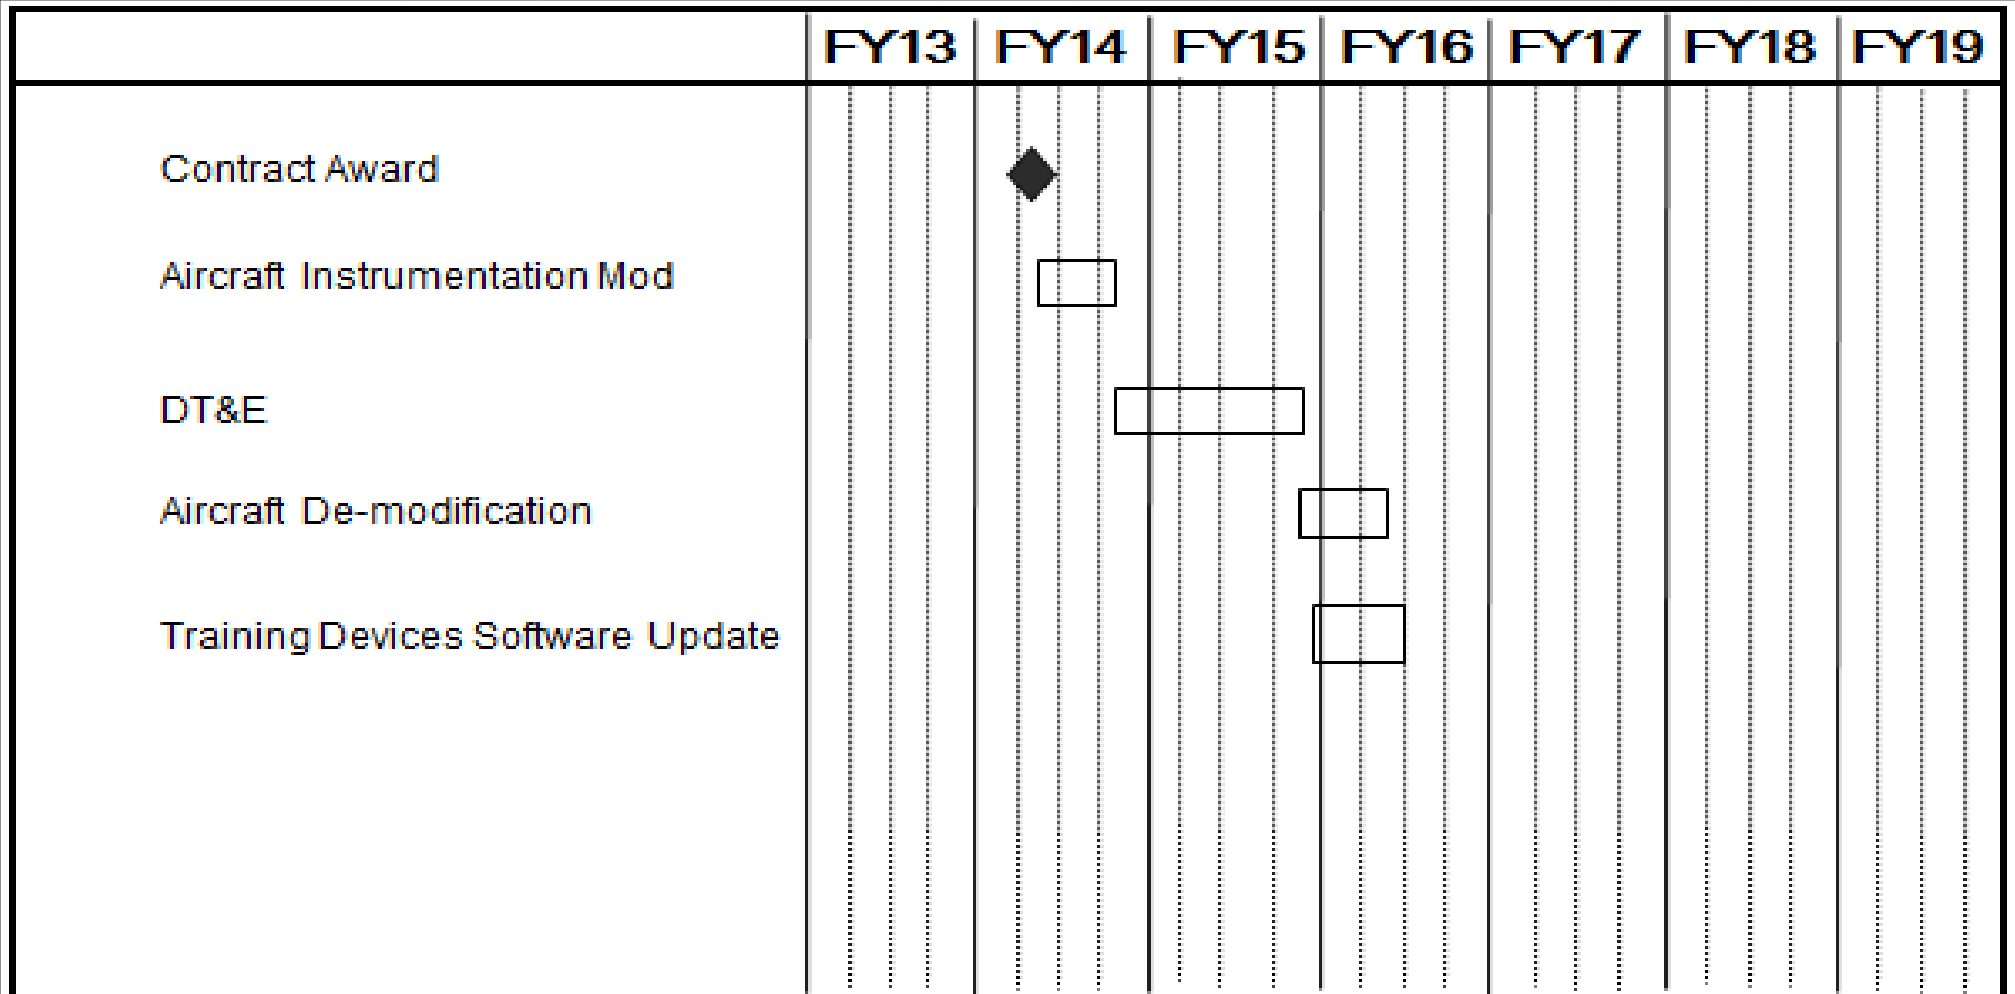 FY13 FY14 FY15 FY16 FY17 FY18 FY19
Contract Award
Aircraft Instrumentation Mod
DT&E
Aircraft De-modification
Training Devices Software Update